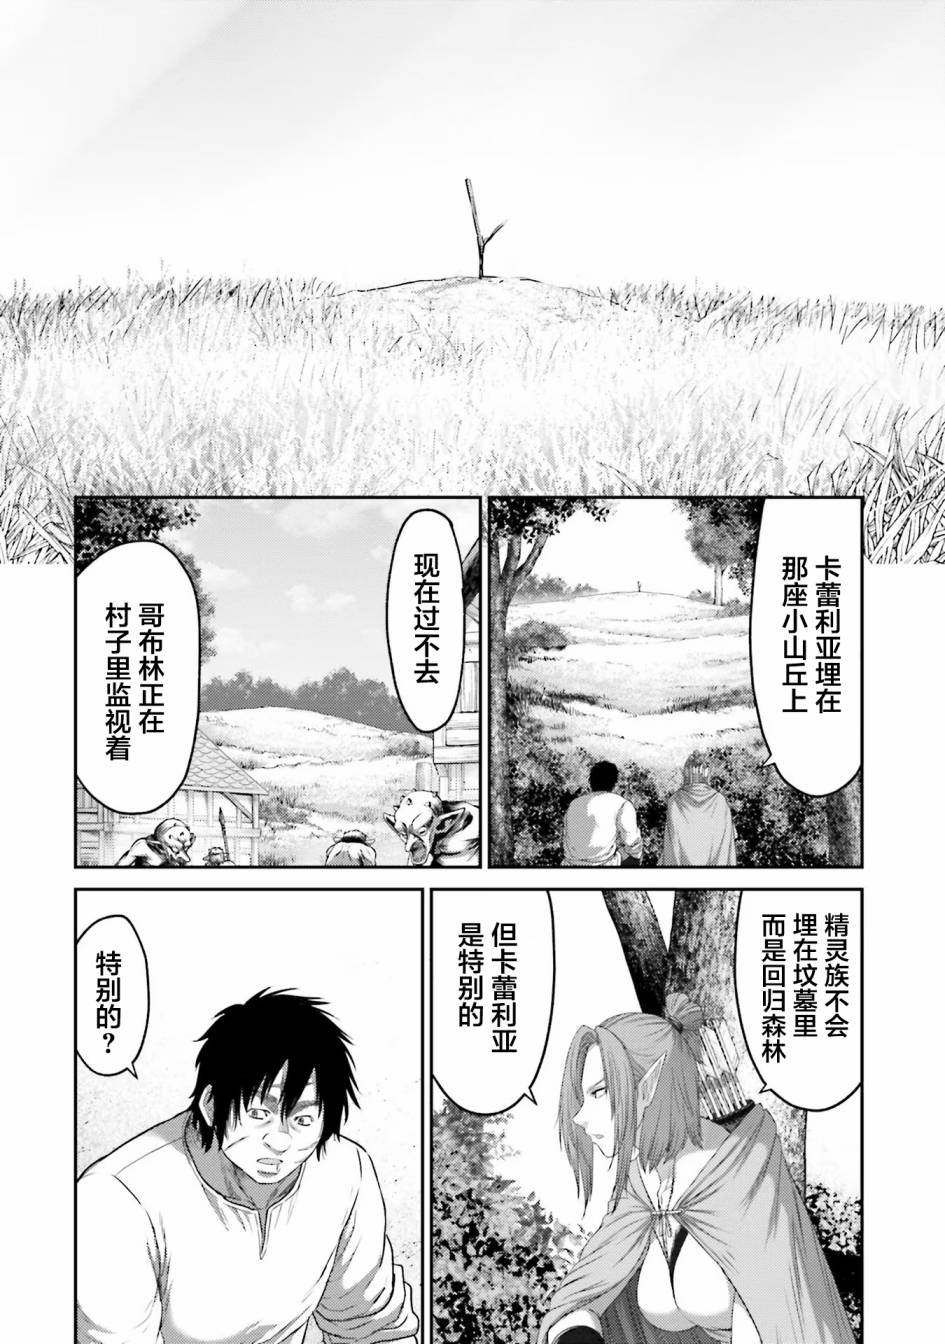 卡蕾利亚埋在
那座小山丘上
现在过不去
哥布林正在
村子里监视着
精灵族不会
埋在坟墓里
而是回归森林
但卡蕾利亚
是特别的
特别的?